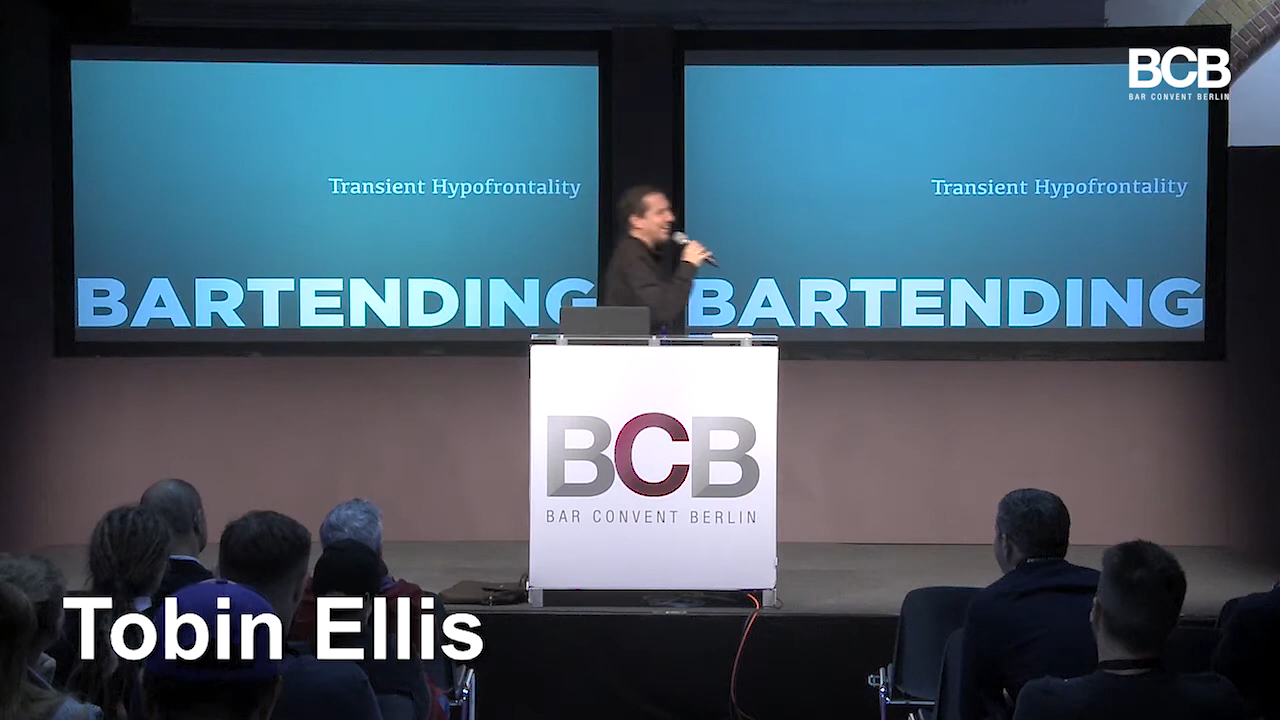 BCB
BAR CONVENT BERLIN
Transient Hypofrontality
Transient Hypofrontality
BARTENDING
BARTENDING
BCB
BAR CONVENT BERLIN
Tobin Ellis